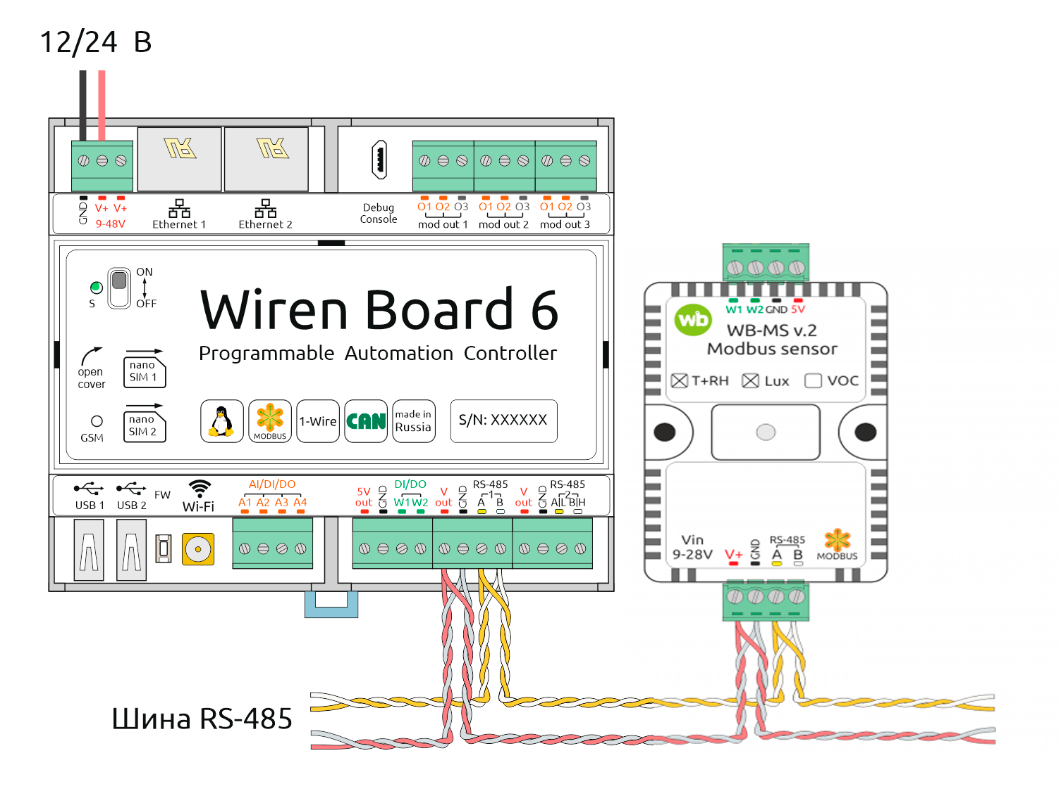 12/24 В
GND V+ V+
9-48V
Ethernet 1
Ethernet 2
Debug
Console
O1 O2 O3
mod out 1
O1 O2 O3
mod out 2
O1 O2 O3
mod out 3
ON
OFF
S
Wiren Board 6
Programmable Automation Controller
open
cover
nano
SIM 1
GSM
nano
SIM 2
MODBUS
1-Wire
CAN
made in
Russia
S/N: XXXXXX
USB 1
USB 2
FW
Wi-Fi
AI/DI/DO
A1 A2 A3 A4
5V
out
GND
DI/DO
W1 W2
V
out
GND
RS-485
1
A B
V
out
GND
RS-485
2
A|L B|H
W1 W2 GND 5V
wb
WB-MS v.2
Modbus sensor
T+RH
Lux
VOC
Vin
9-28V
V+
GND
RS-485
A B
MODBUS
Шина RS-485